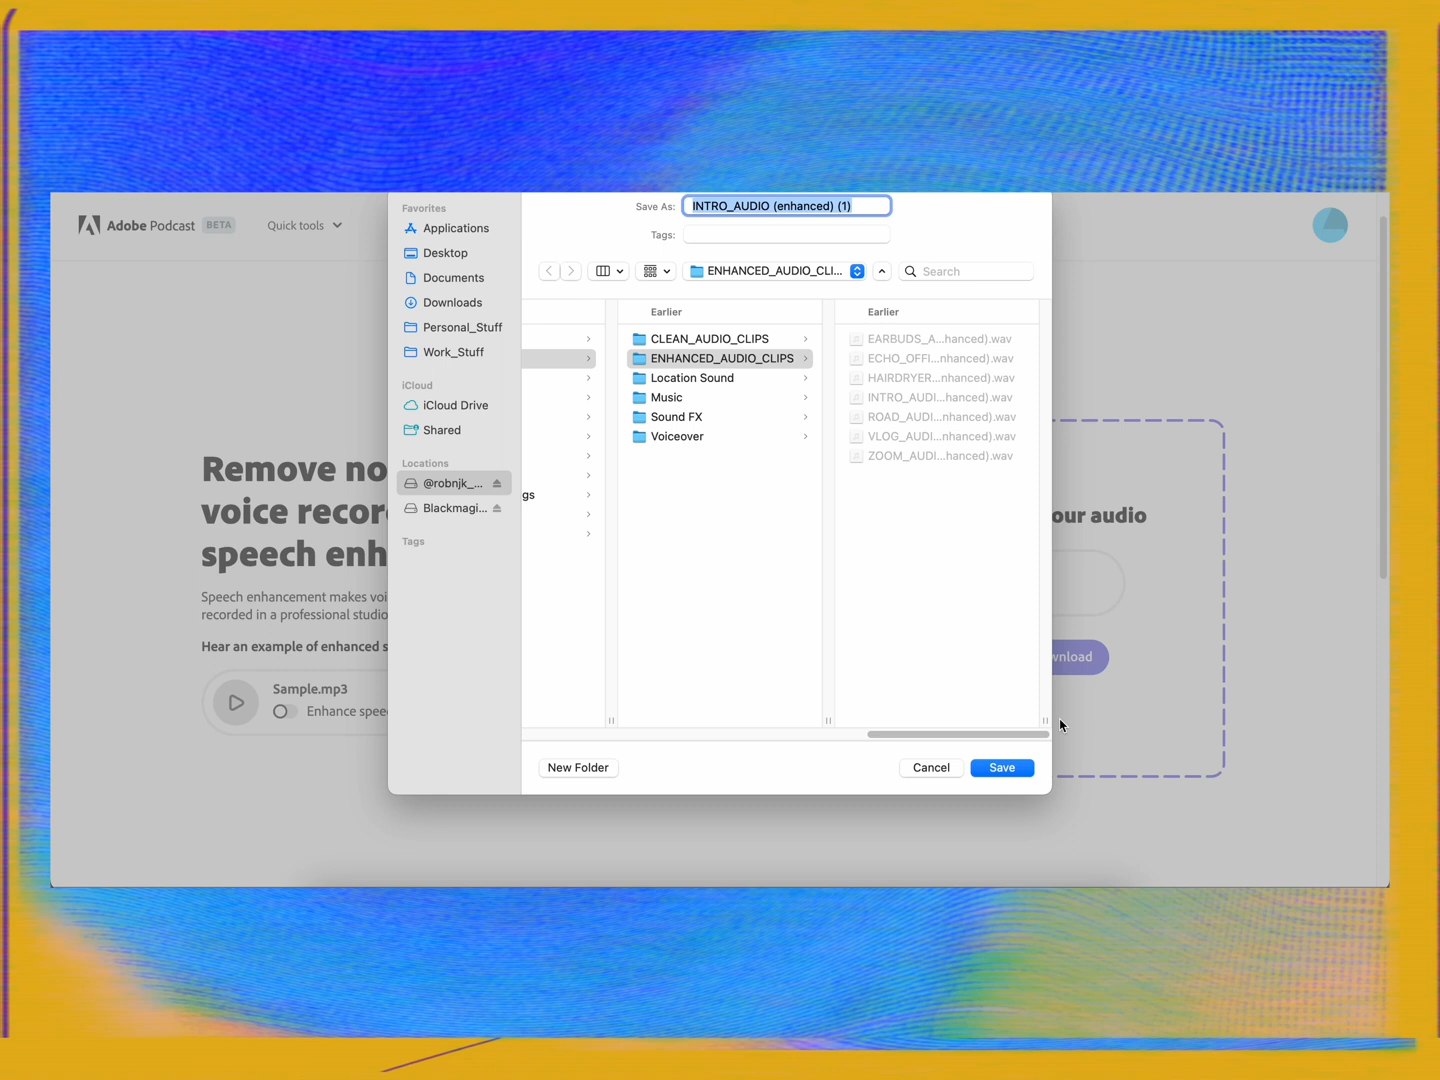 Adobe Podcast BETA
Quick tools
Favorites
Applications
Desktop
Documents
Downloads
Personal_Stuff
Work_Stuff
iCloud
iCloud Drive
Shared
Locations
@robnjk_...
Blackmagi...
Tags
Save As: INTRO_AUDIO (enhanced) (1)
Tags:
ENHANCED_AUDIO_CLI...
Search
gs
Earlier
CLEAN_AUDIO_CLIPS
ENHANCED_AUDIO_CLIPS
Location Sound
Music
Sound FX
Voiceover
Earlier
EARBUDS_A...hanced).wav
ECHO_OFFI...nhanced).wav
HAIRDRYER...nhanced).wav
INTRO_AUDI...hanced).wav
ROAD_AUDI...nhanced).wav
VLOG_AUDI...nhanced).wav
ZOOM_AUDI...hanced).wav
New Folder
Cancel
Save
Remove no
voice recor
speech enh
Speech enhancement makes voi
recorded in a professional studio
Hear an example of enhanced s
Sample.mp3
Enhance spee
our audio
wnload